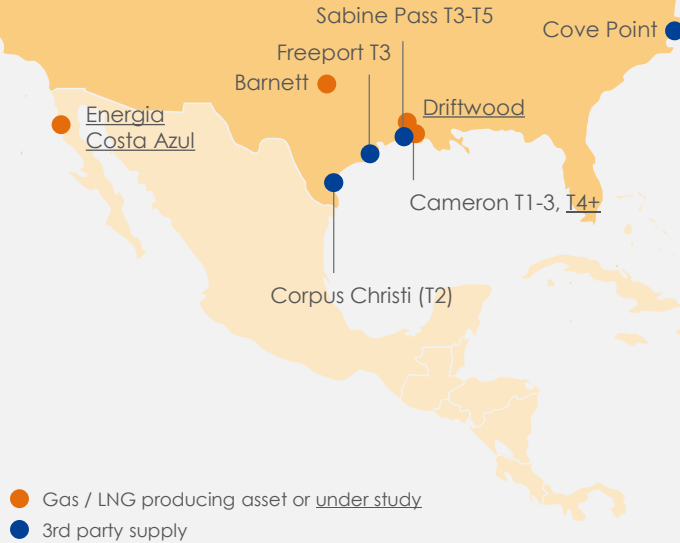 Sabine Pass T3-T5
Cove Point
Freeport T3
Barnett
Driftwood
Energia
Costa Azul
Cameron T1-3, T4+
Corpus Christi (T2)
Gas / LNG producing asset or under study
3rd party supply